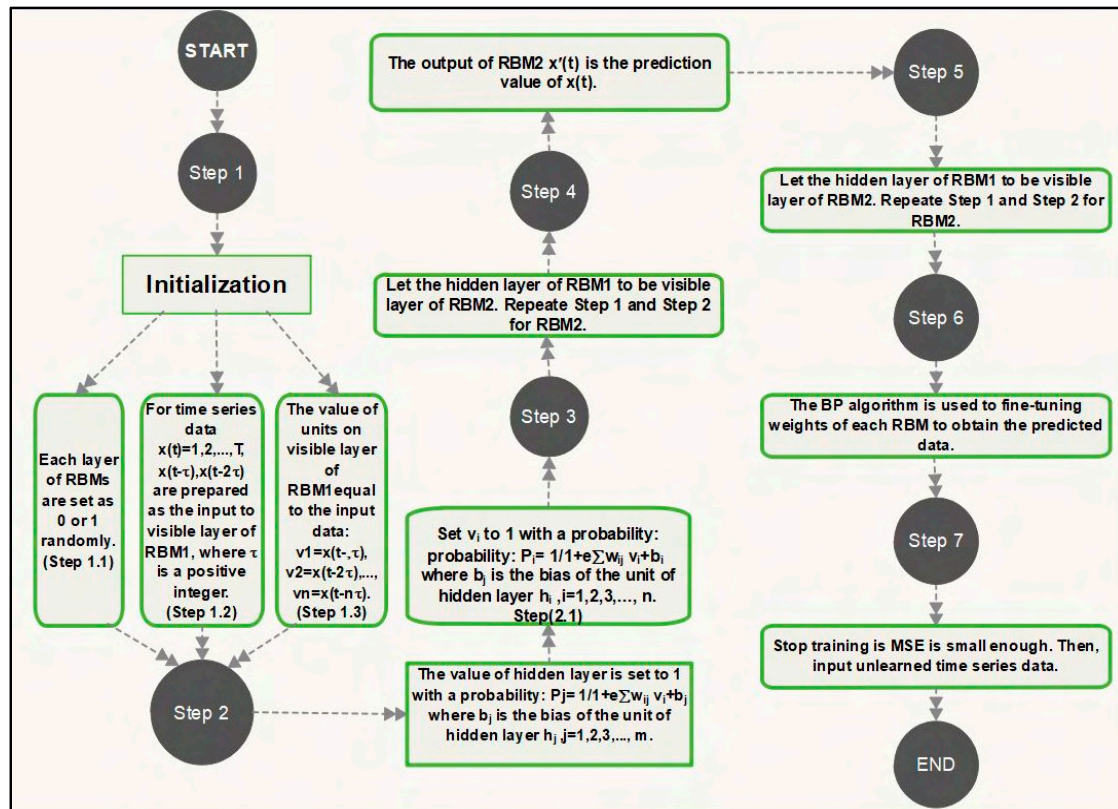 START
Step 1
Initialization
Each layer
of RBMs
are set as
0 or 1
randomly.
(Step 1.1)
For time series
data
x(t)=1,2,...,T,
x(t-τ),x(t-2τ)
are prepared
as the input to
visible layer of
RBM1, where τ
is a positive
integer.
(Step 1.2)
The value of
units on
visible layer
of
RBM1equal
to the input
data:
v1=x(t-,τ),
v2=x(t-2τ),...,
vn=x(t-nτ).
(Step 1.3)
Step 2
The value of hidden layer is set to 1
with a probability: Pj= 1/1+e∑wij vi+bj
where bj is the bias of the unit of
hidden layer hj ,j=1,2,3,..., m.
Set vi to 1 with a probability:
probability: Pi= 1/1+e∑wij vi+bi
where bj is the bias of the unit of
hidden layer hi ,i=1,2,3,..., n.
Step(2.1)
Step 3
Let the hidden layer of RBM1 to be visible
layer of RBM2. Repeate Step 1 and Step 2
for RBM2.
Step 4
The output of RBM2 x′(t) is the prediction
value of x(t).
Step 5
Let the hidden layer of RBM1 to be visible
layer of RBM2. Repeate Step 1 and Step 2 for
RBM2.
Step 6
The BP algorithm is used to fine-tuning
weights of each RBM to obtain the predicted
data.
Step 7
Stop training is MSE is small enough. Then,
input unlearned time series data.
END